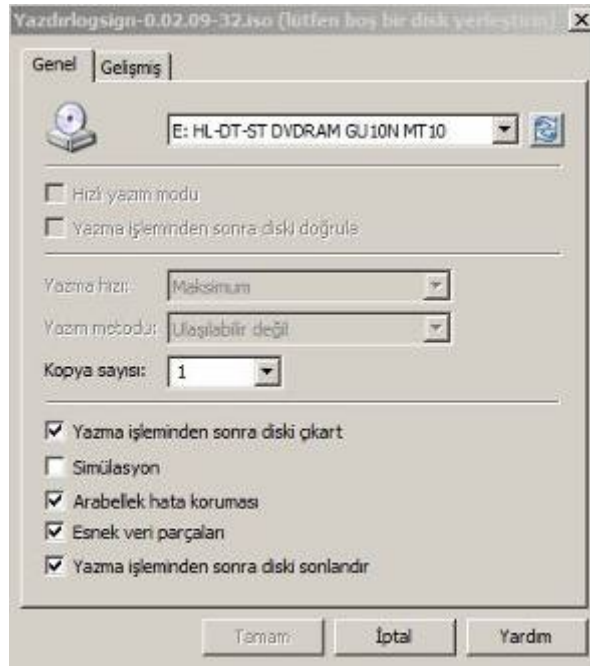 Yazdırlogsign-0.02.09-32.iso (lütfen boş bir disk yerleştirin)
Genel Gelişmiş
E: HL-DT-ST DVDRAM GU10N MT10
Hızlı yazım modu
Yazma işleminden sonra diski doğrula
Yazma hızı: Maksimum
Yazım metodu: Ulaşılabilir değil
Kopya sayısı: 1
Yazma işleminden sonra diski çıkart
Simülasyon
Arabellek hata koruması
Esnek veri parçaları
Yazma işleminden sonra diski sonlandır
Tamam İptal Yardım